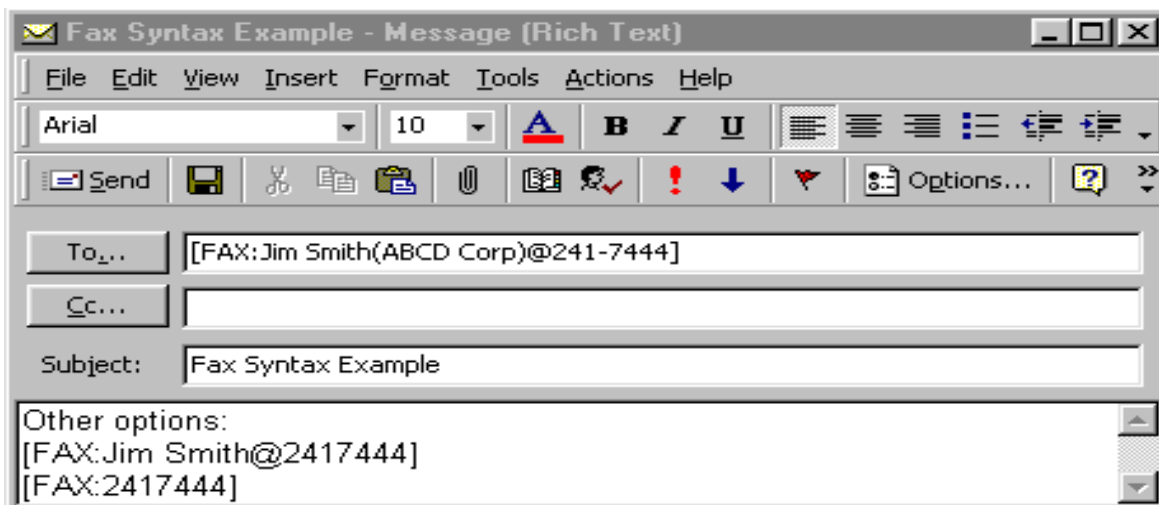 Fax Syntax Example - Message (Rich Text)
File Edit View Insert Format Tools Actions Help
Arial 10 A B I U
Send Options...
To... [FAX:Jim Smith(ABCD Corp)@241-7444]
Cc...
Subject: Fax Syntax Example
Other options:
[FAX:Jim Smith@2417444]
[FAX:2417444]